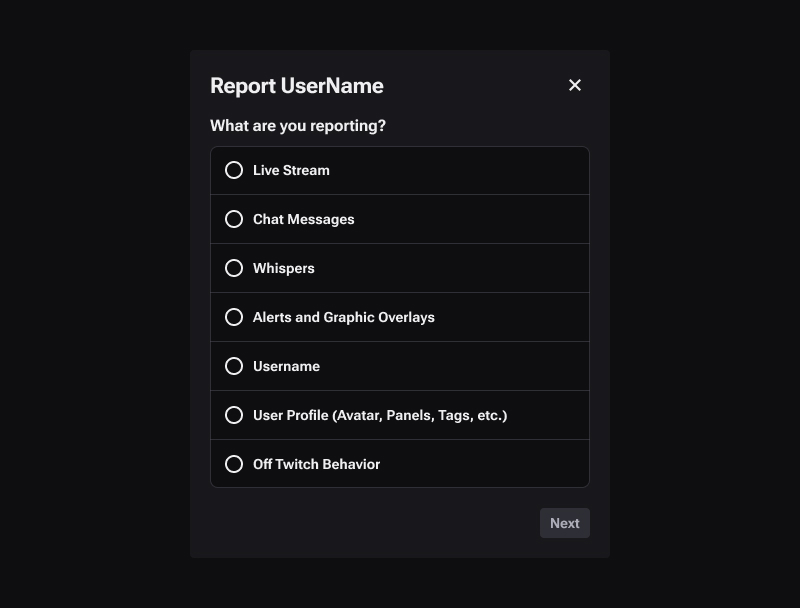 Report UserName
What are you reporting?
Live Stream
Chat Messages
Whispers
Alerts and Graphic Overlays
Username
User Profile (Avatar, Panels, Tags, etc.)
Off Twitch Behavior
Next